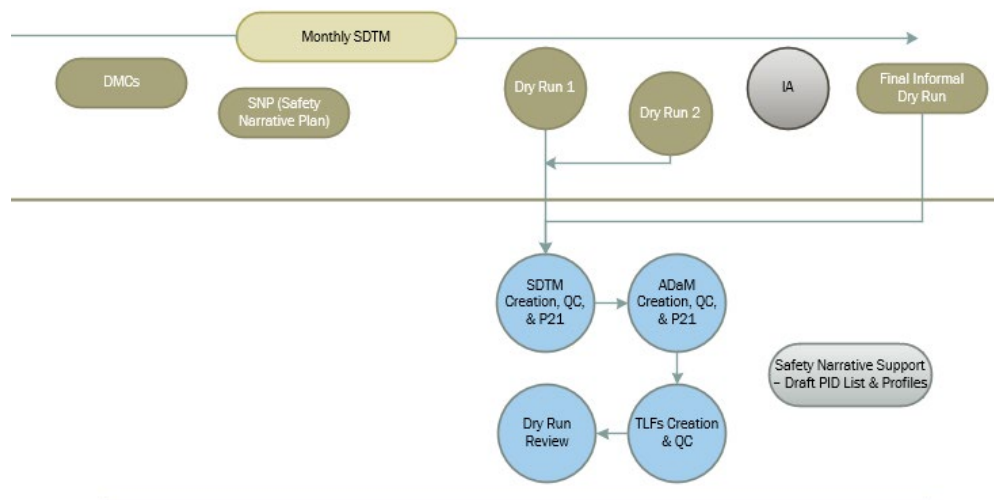 Monthly SDTM
DMCs
SNP (Safety
Narrative Plan)
Dry Run 1
Dry Run 2
IA
Final Informal
Dry Run
SDTM
Creation, QC,
& P21
ADaM
Creation, QC,
& P21
Safety Narrative Support
– Draft PID List & Profiles
Dry Run
Review
TLFs Creation
& QC